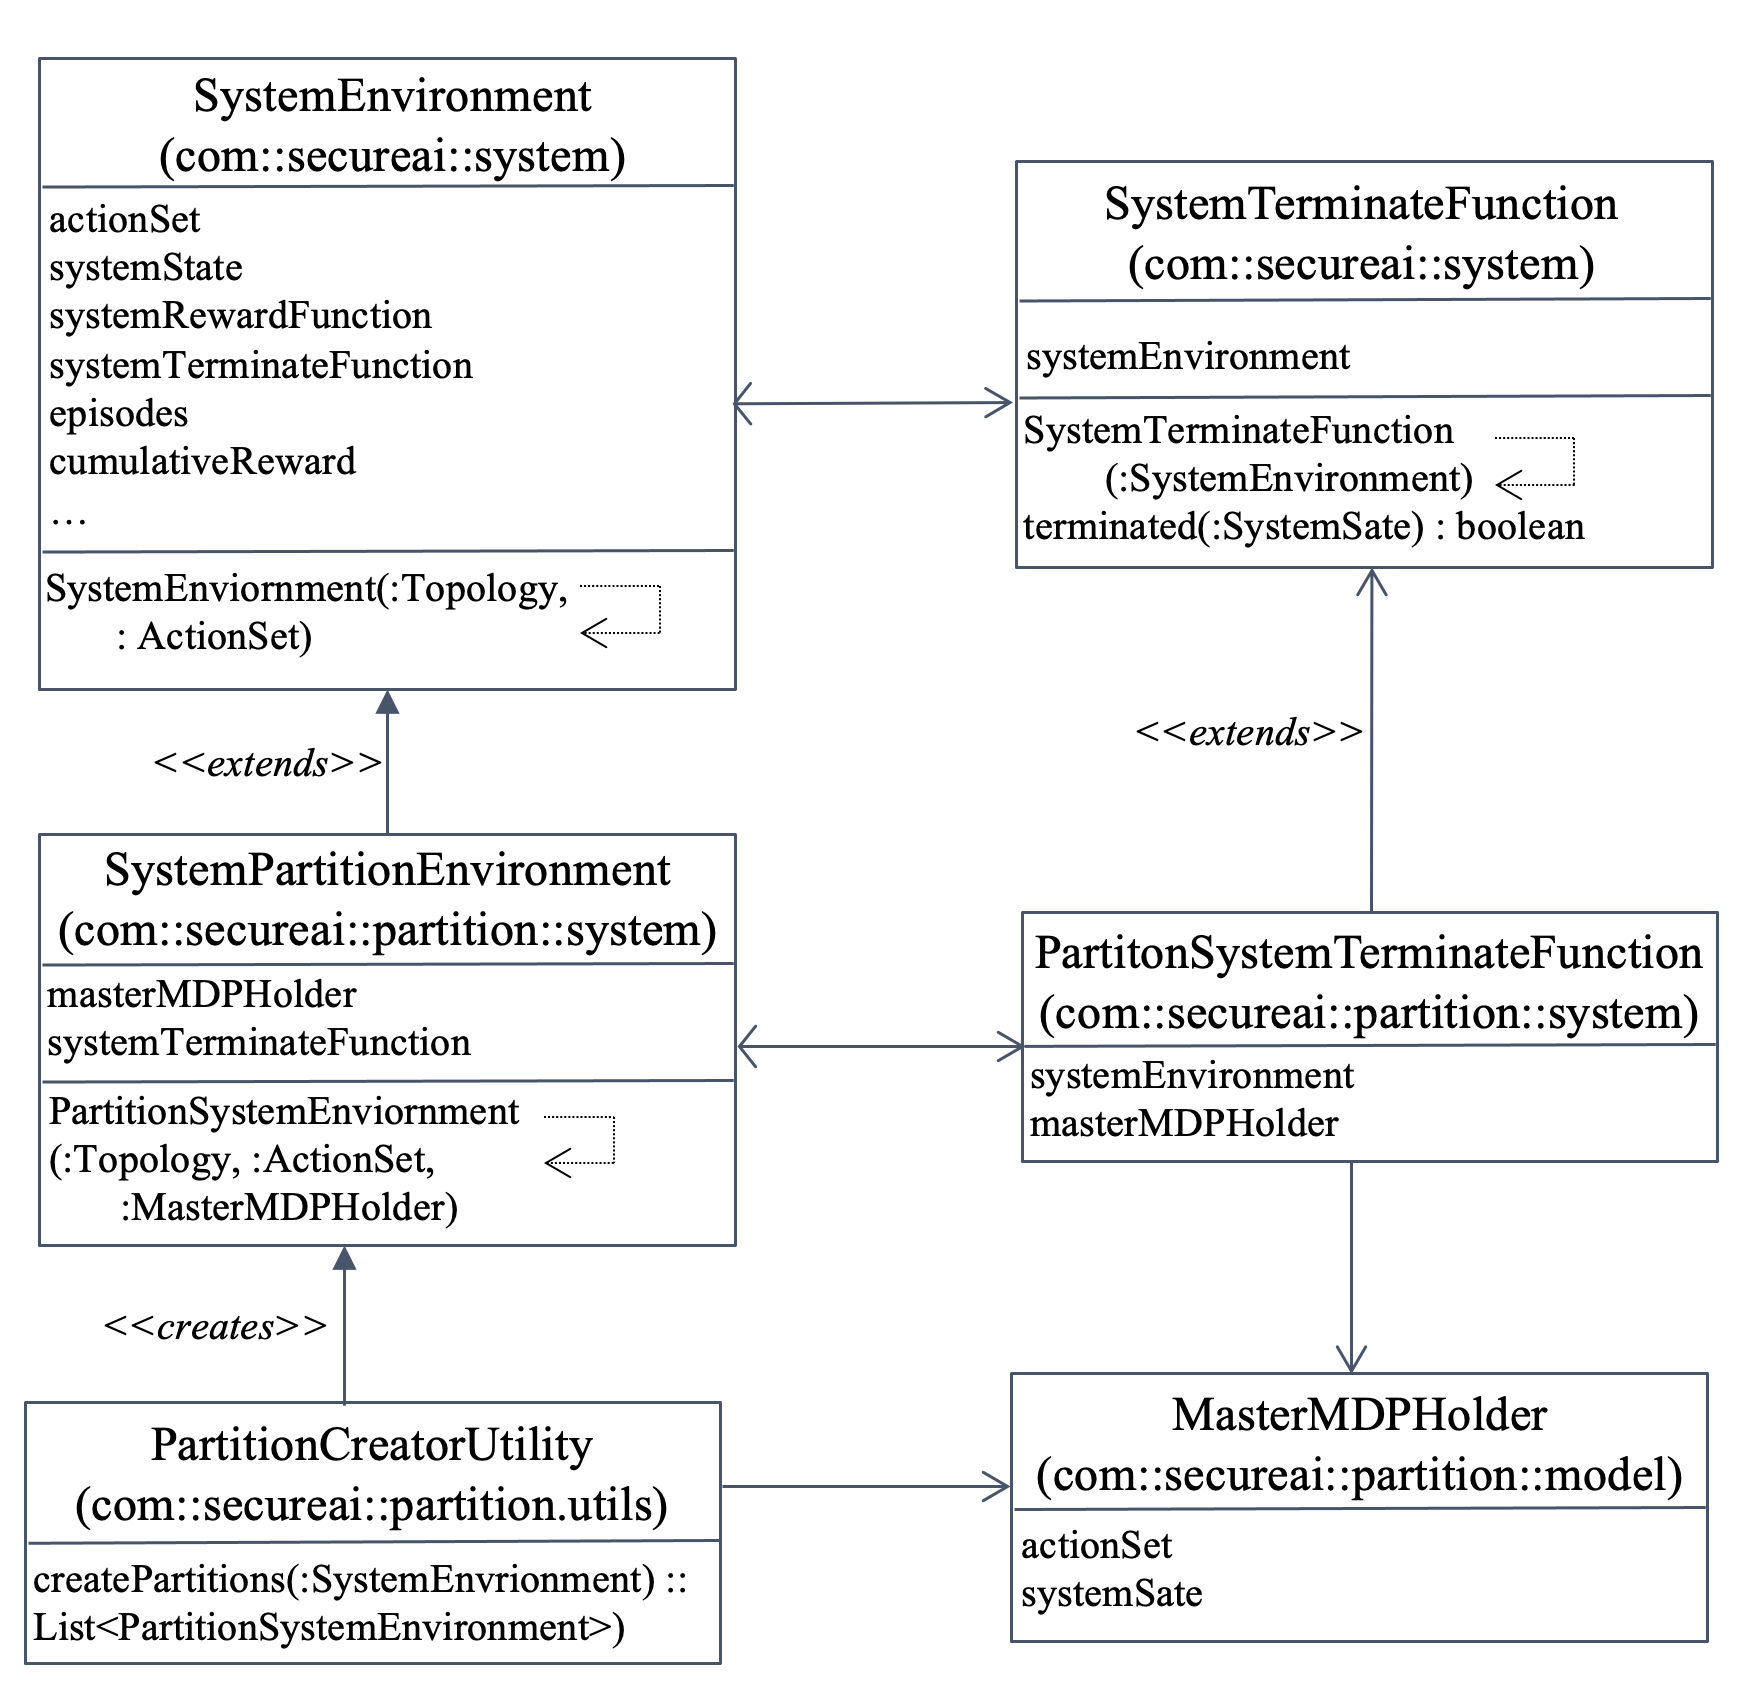 SystemEnvironment
(com::secureai::system)
actionSet
systemState
systemRewardFunction
systemTerminateFunction
episodes
cumulativeReward
…
SystemEnviornment(:Topology,
: ActionSet)
SystemTerminateFunction
(com::secureai::system)
systemEnvironment
SystemTerminateFunction
(:SystemEnvironment)
terminated(:SystemSate) : boolean
<<extends>>
<<extends>>
SystemPartitionEnvironment
(com::secureai::partition::system)
masterMDPHolder
systemTerminateFunction
PartitionSystemEnviornment
(:Topology, :ActionSet,
:MasterMDPHolder)
PartitonSystemTerminateFunction
(com::secureai::partition::system)
systemEnvironment
masterMDPHolder
<<creates>>
PartitionCreatorUtility
(com::secureai::partition.utils)
createPartitions(:SystemEnvrionment) ::
List<PartitionSystemEnvironment>)
MasterMDPHolder
(com::secureai::partition::model)
actionSet
systemSate